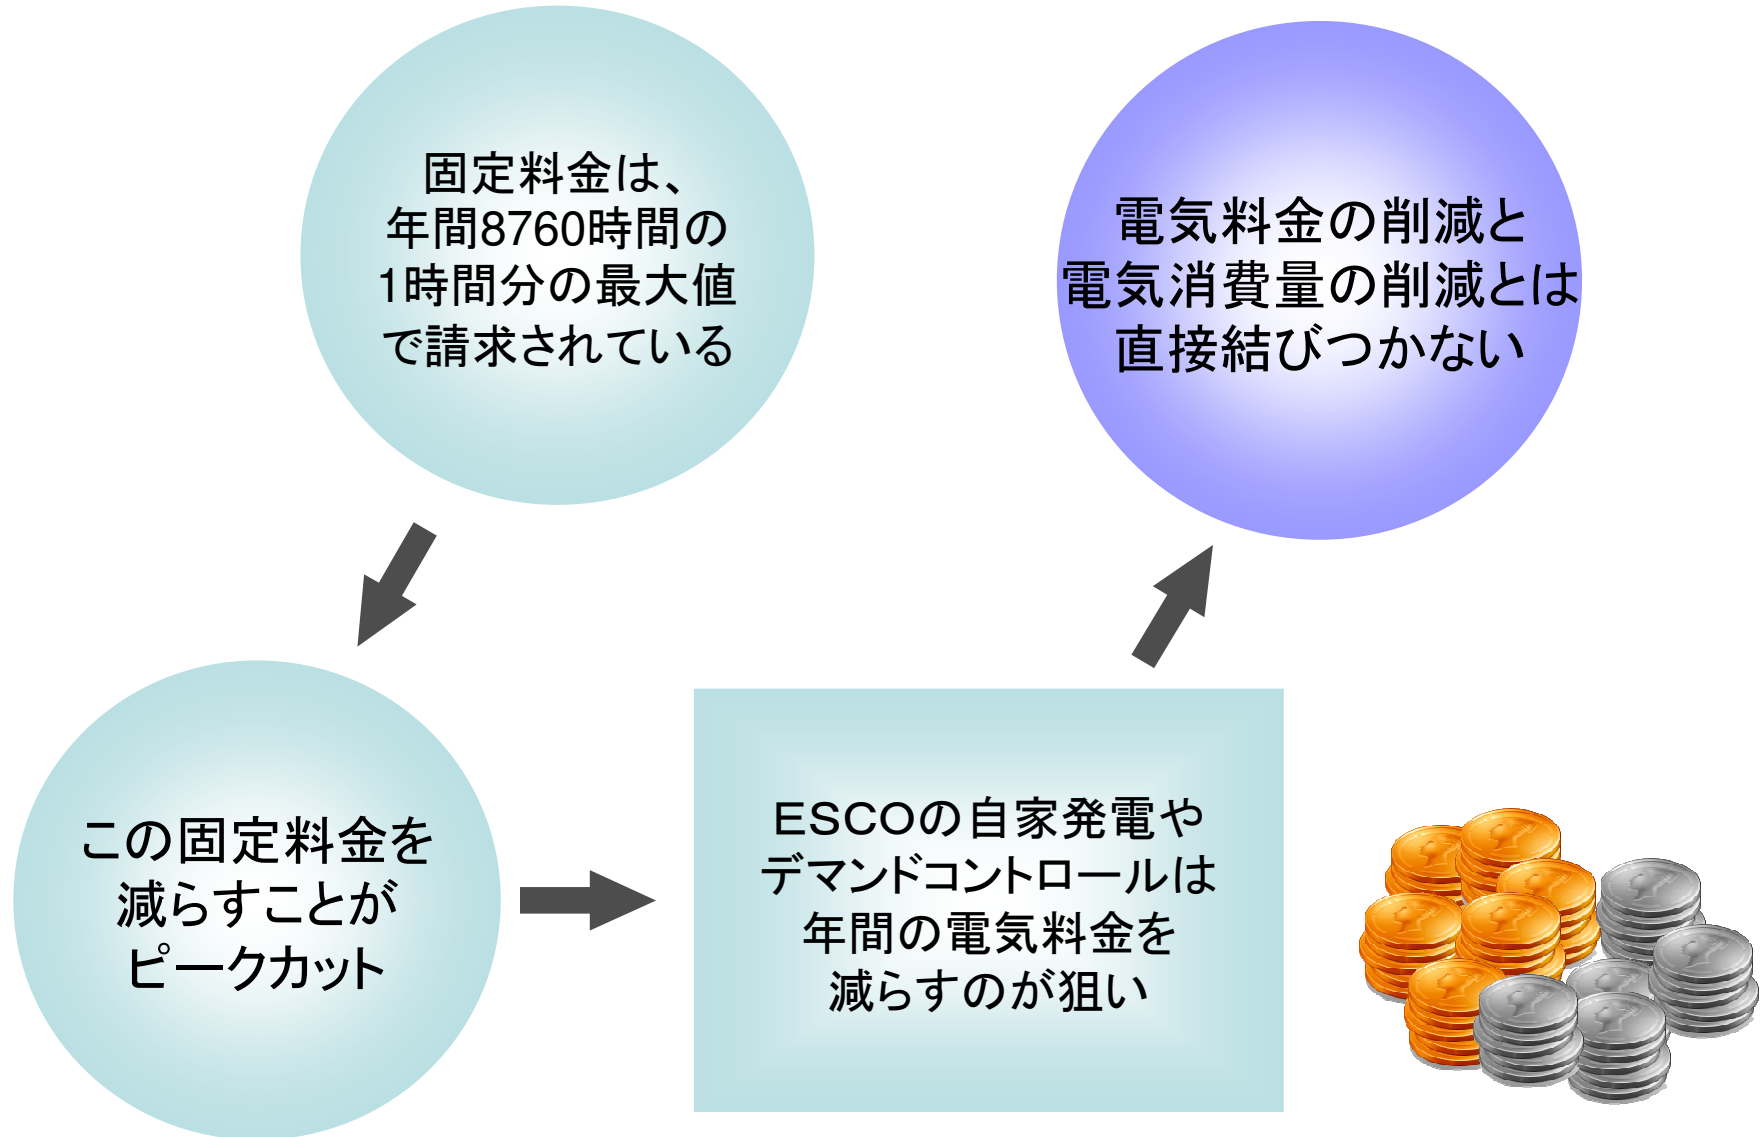 固定料金は、
年間8760時間の
1時間分の最大値
で請求されている
電気料金の削減と
電気消費量の削減とは
直接結びつかない
この固定料金を
減らすことが
ピークカット
ＥＳＣＯの自家発電や
デマンドコントロールは
年間の電気料金を
減らすのが狙い